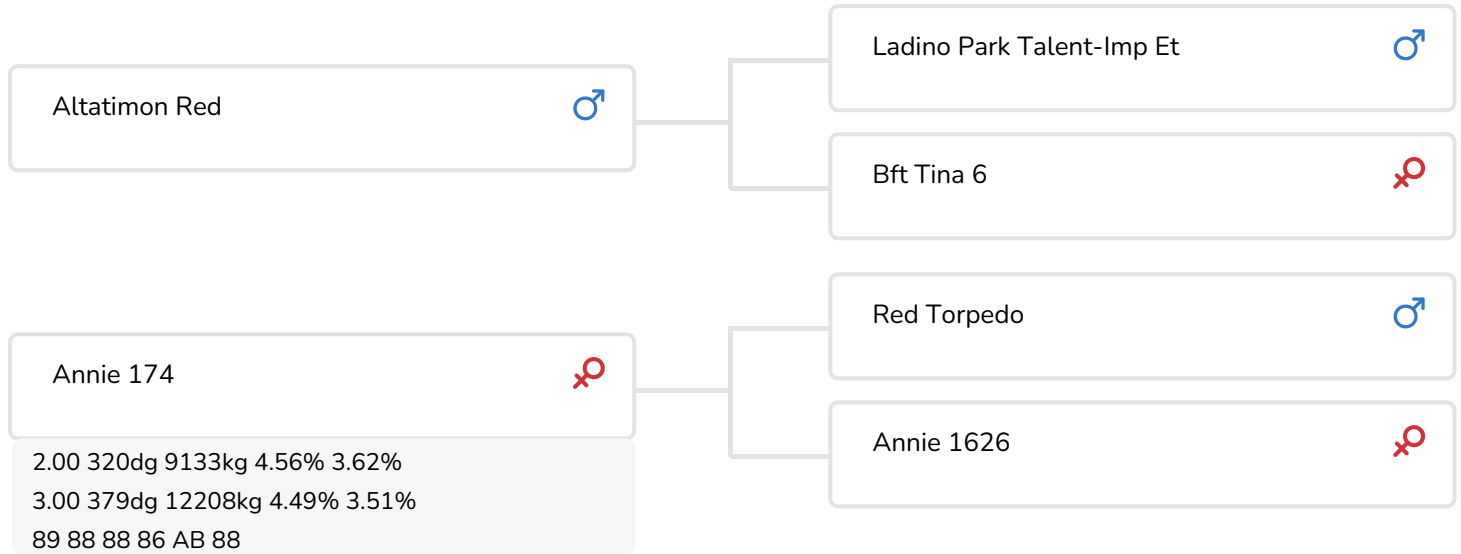 Altatimon Red
Ladino Park Talent-Imp Et
Bft Tina 6
Annie 174
2.00 320dg 9133kg 4.56% 3.62%
3.00 379dg 12208kg 4.49% 3.51%
89 88 88 86 AB 88
Red Torpedo
Annie 1626